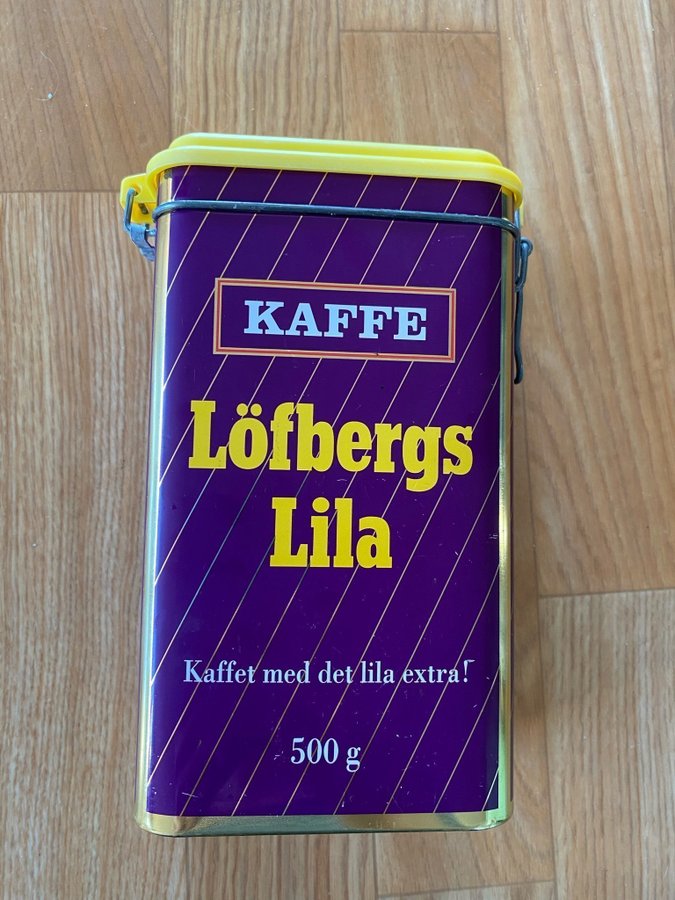 KAFFE
Löfbergs
Lila
Kaffet med det lila extra!
500 g